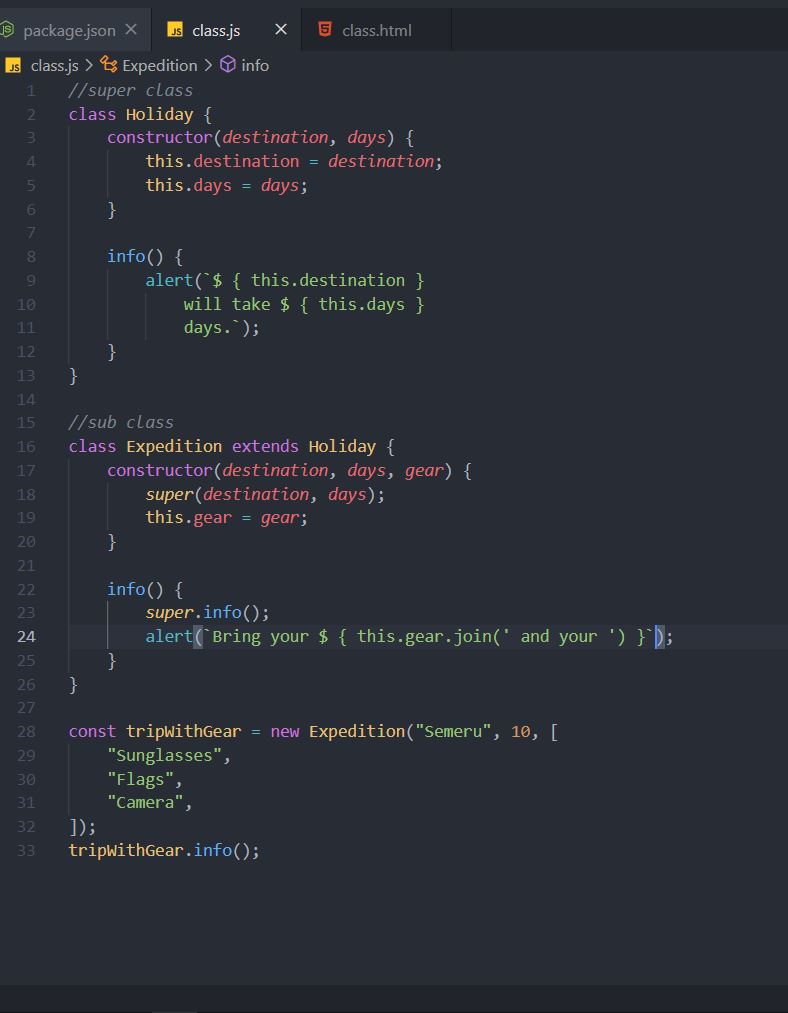 package.json
class.js
class.html
class.js > Expedition > info
1 //super class
2 class Holiday {
3     constructor(destination, days) {
4         this.destination = destination;
5         this.days = days;
6     }
7
8     info() {
9         alert(`$ { this.destination }
10             will take $ { this.days }
11             days.`);
12     }
13 }
14
15 //sub class
16 class Expedition extends Holiday {
17     constructor(destination, days, gear) {
18         super(destination, days);
19         this.gear = gear;
20     }
21
22     info() {
23         super.info();
24         alert(`Bring your $ { this.gear.join(' and your ') }`);
25     }
26 }
27
28 const tripWithGear = new Expedition("Semeru", 10, [
29     "Sunglasses",
30     "Flags",
31     "Camera",
32 ]);
33 tripWithGear.info();